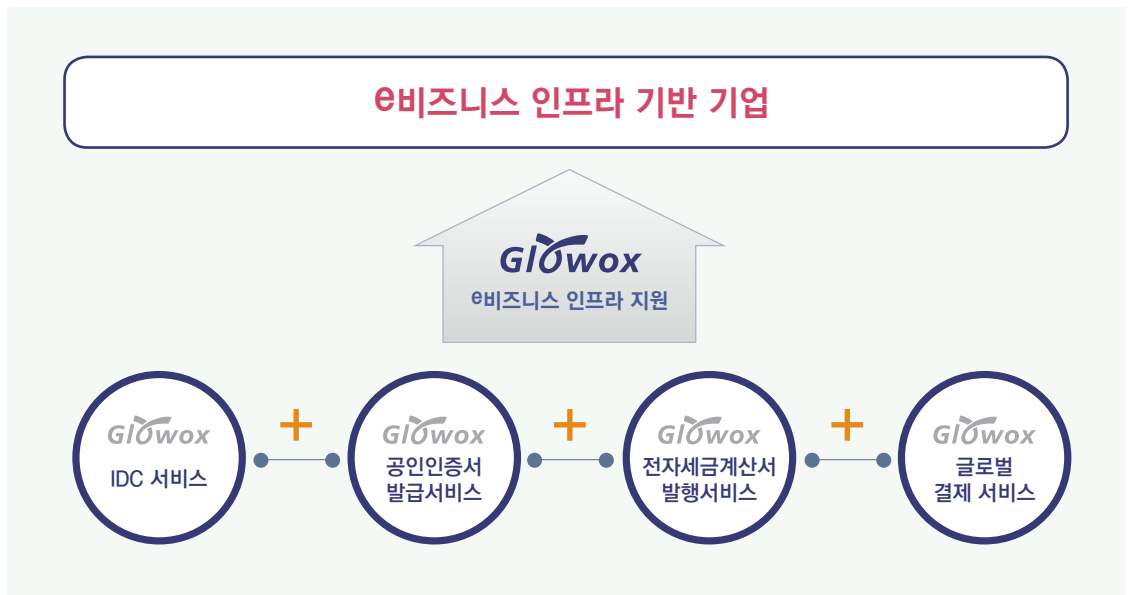 e비즈니스 인프라 기반 기업
Glowox
e비즈니스 인프라 지원
Glowox
IDC 서비스
+
Glowox
공인인증서
발급서비스
+
Glowox
전자세금계산서
발행서비스
+
Glowox
글로벌
결제 서비스